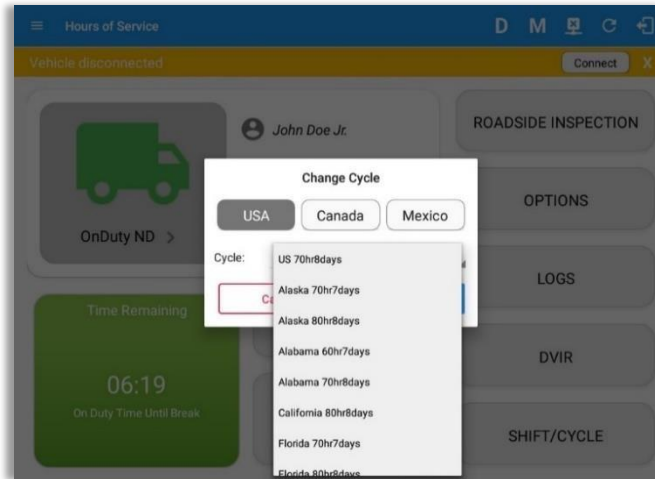 Hours of Service
D M
Vehicle disconnected
Connect X
John Doe Jr.
OnDuty ND >
ROADSIDE INSPECTION
OPTIONS
LOGS
DVIR
SHIFT/CYCLE
Change Cycle
USA Canada Mexico
Cycle:
US 70hr8days
Alaska 70hr7days
Alaska 80hr8days
Alabama 60hr7days
Alabama 70hr8days
California 80hr8days
Florida 70hr7days
Florida 80hr8days
Time Remaining
06:19
On Duty Time Until Break